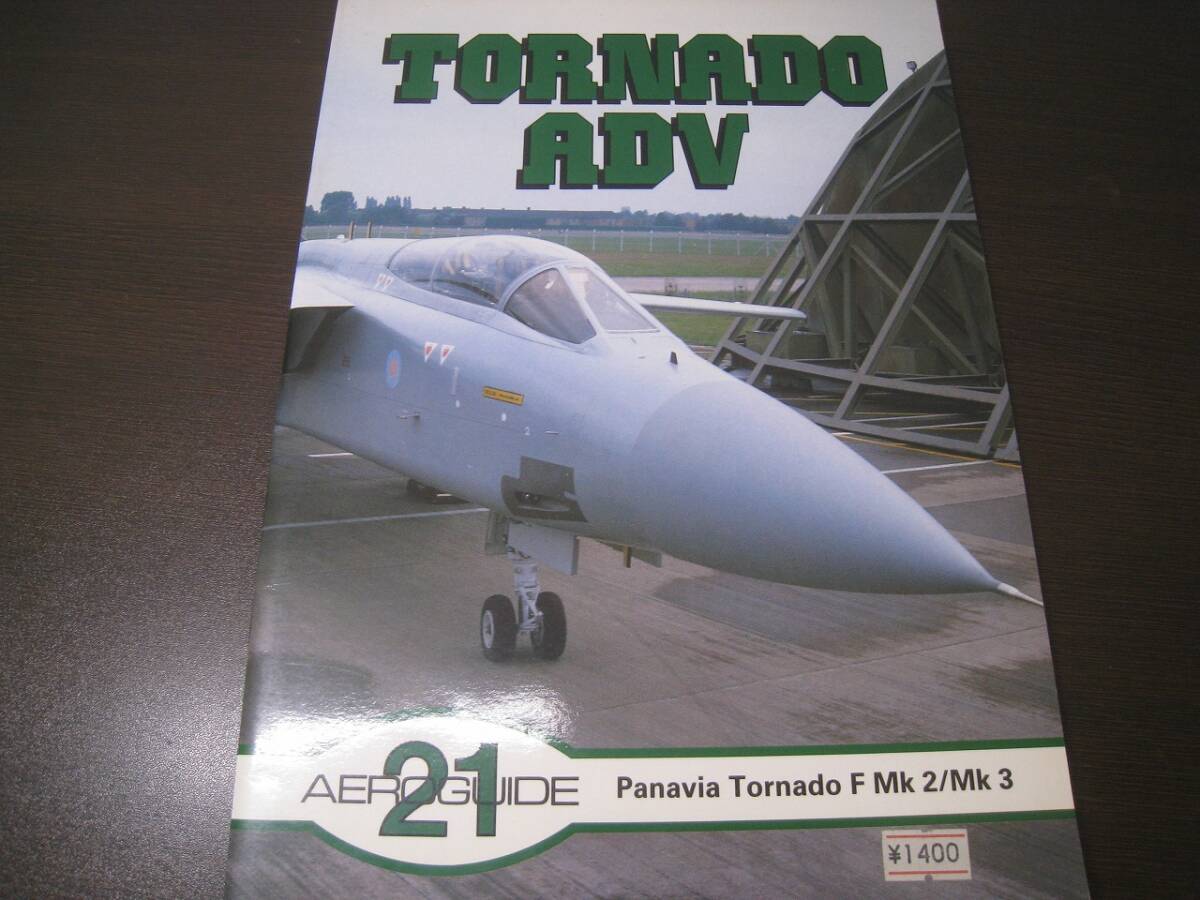 TORNADO
ADV
21
AEROGUIDE
Panavia Tornado F Mk 2/Mk 3
¥1400